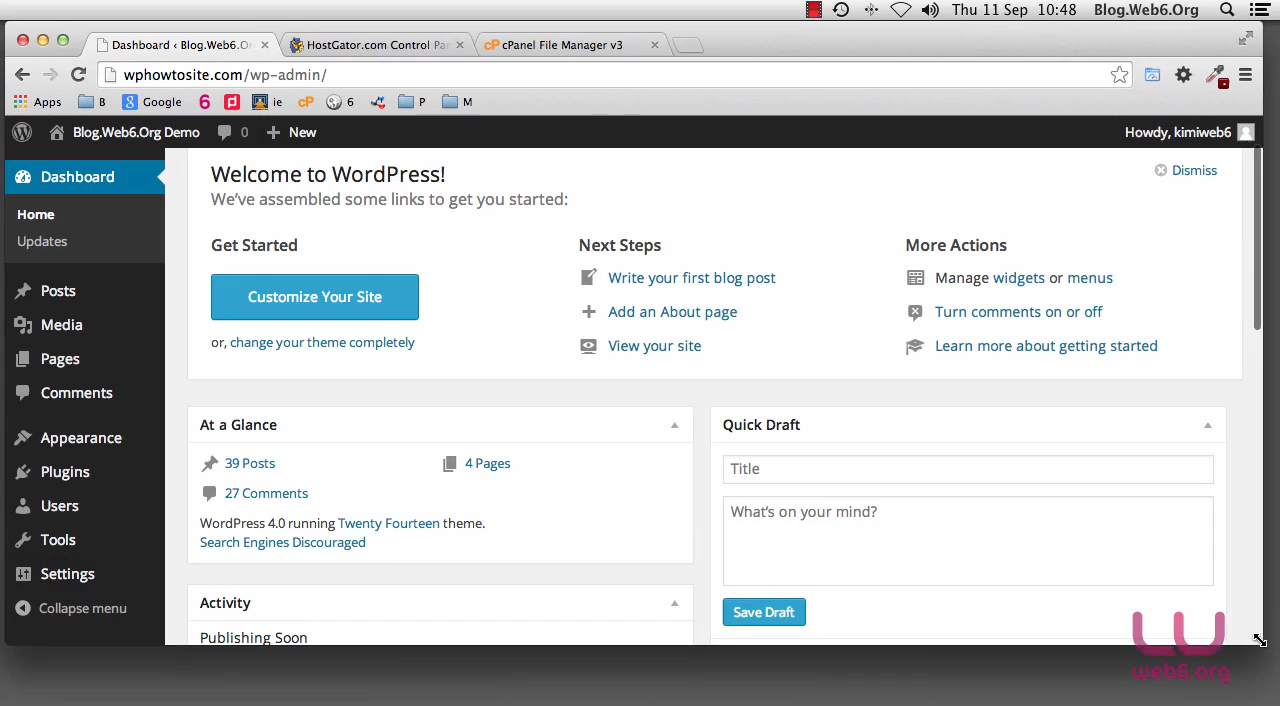 Thu 11 Sep 10:48 Blog.Web6.Org
Dashboard ‹ Blog.Web6.Or
HostGator.com Control Pa
cP cPanel File Manager v3
wphowtosite.com/wp-admin/
Apps B Google 6 ie cP 6 P M
Blog.Web6.Org Demo 0 New Howdy, kimiweb6
Dashboard
Home
Updates
Posts
Media
Pages
Comments
Appearance
Plugins
Users
Tools
Settings
Collapse menu
Welcome to WordPress!
Dismiss
We've assembled some links to get you started:
Get Started
Customize Your Site
or, change your theme completely
Next Steps
Write your first blog post
Add an About page
View your site
More Actions
Manage widgets or menus
Turn comments on or off
Learn more about getting started
At a Glance
39 Posts 4 Pages
27 Comments
WordPress 4.0 running Twenty Fourteen theme.
Search Engines Discouraged
Activity
Publishing Soon
Quick Draft
Title
What's on your mind?
Save Draft
web6.org